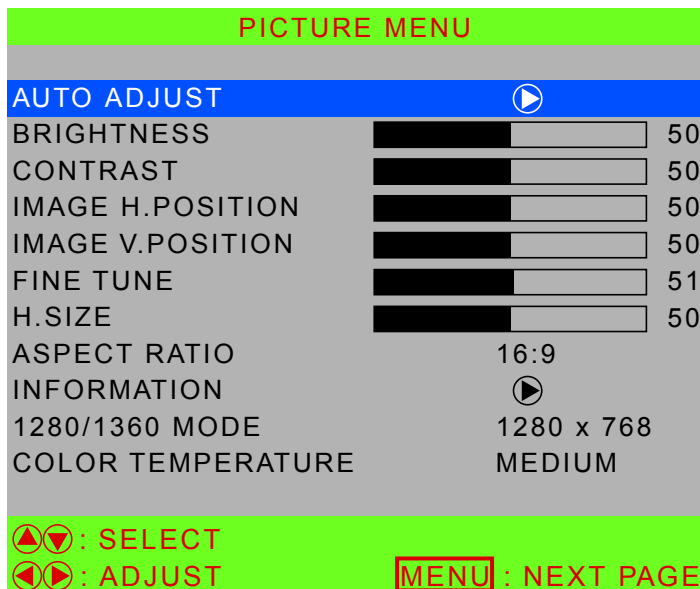 PICTURE MENU
AUTO ADJUST
BRIGHTNESS 50
CONTRAST 50
IMAGE H.POSITION 50
IMAGE V.POSITION 50
FINE TUNE 51
H.SIZE 50
ASPECT RATIO 16:9
INFORMATION
1280/1360 MODE 1280 x 768
COLOR TEMPERATURE MEDIUM
: SELECT
: ADJUST MENU : NEXT PAGE